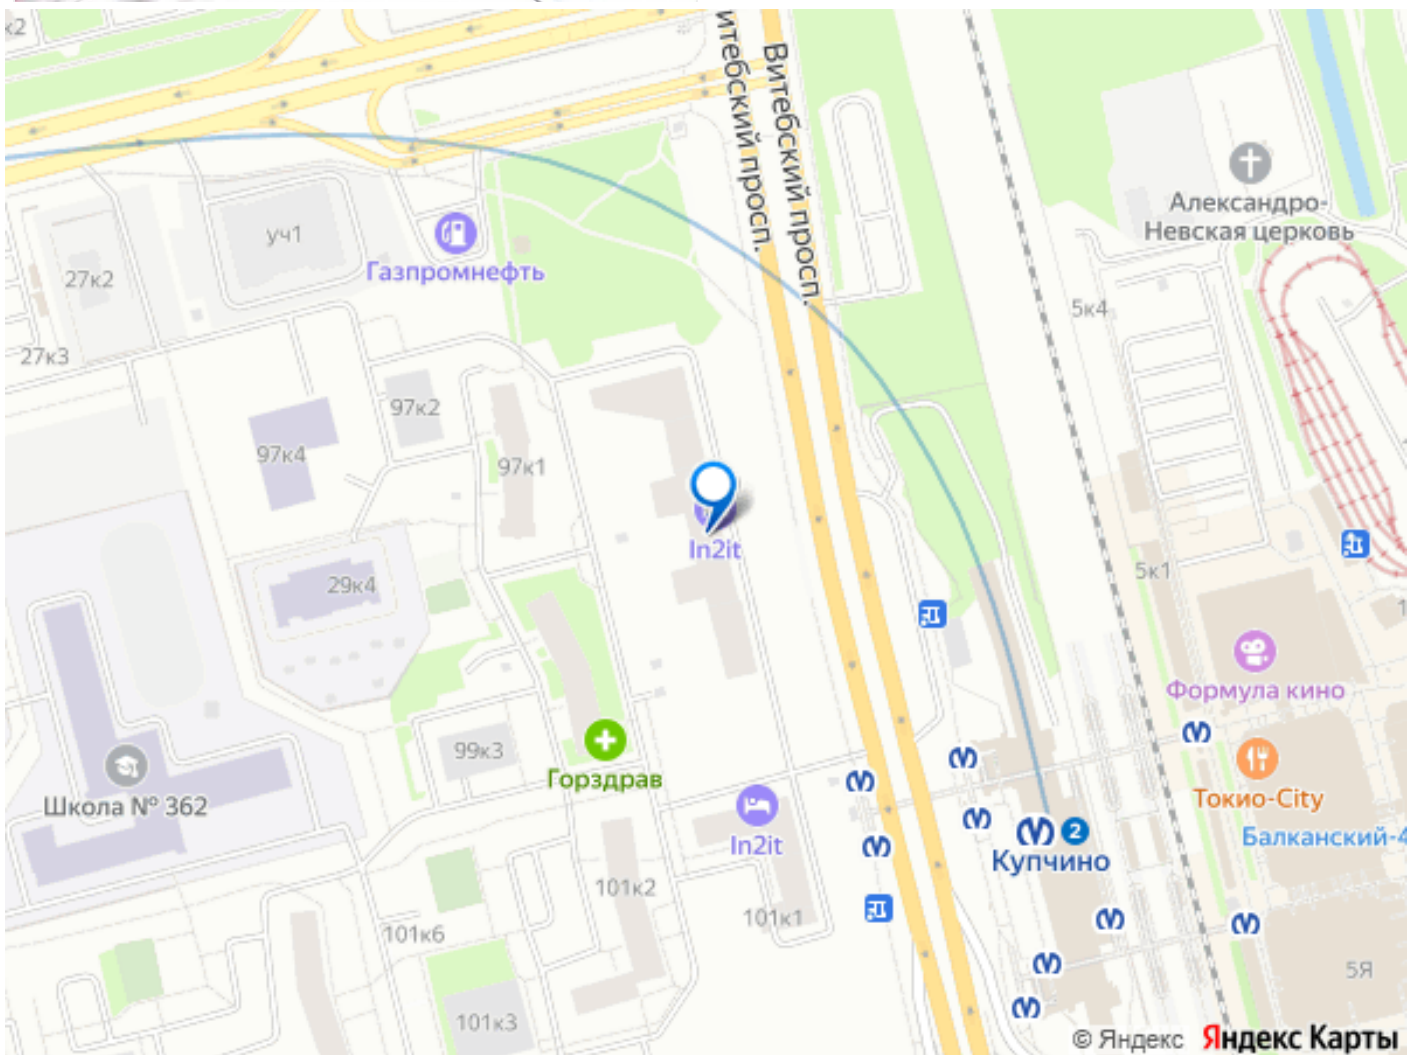 к2
итебский просп.
Витебский просп.
Александро-
Невская церковь
уч1
Газпромнефть
27к2
5к4
27к3
97к2
97к4
97к1
In2it
5к1
29к4
Формула кино
99к3
Горздрав
Школа № 362
Токио-City
In2it
2
Купчино
Балканский-4
101к2
101к1
101к6
5Я
101к3
© Яндекс Яндекс Карты